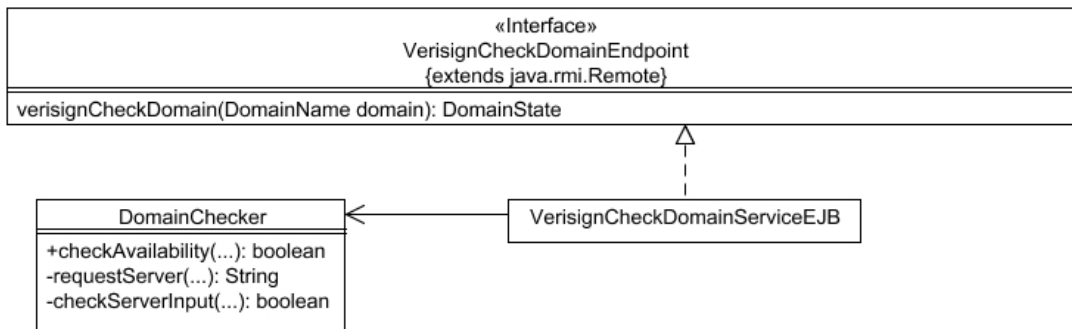 «Interface»
VerisignCheckDomainEndpoint
{extends java.rmi.Remote}
verisignCheckDomain(DomainName domain): DomainState
DomainChecker
+checkAvailability(...): boolean
-requestServer(...): String
-checkServerInput(...): boolean
VerisignCheckDomainServiceEJB